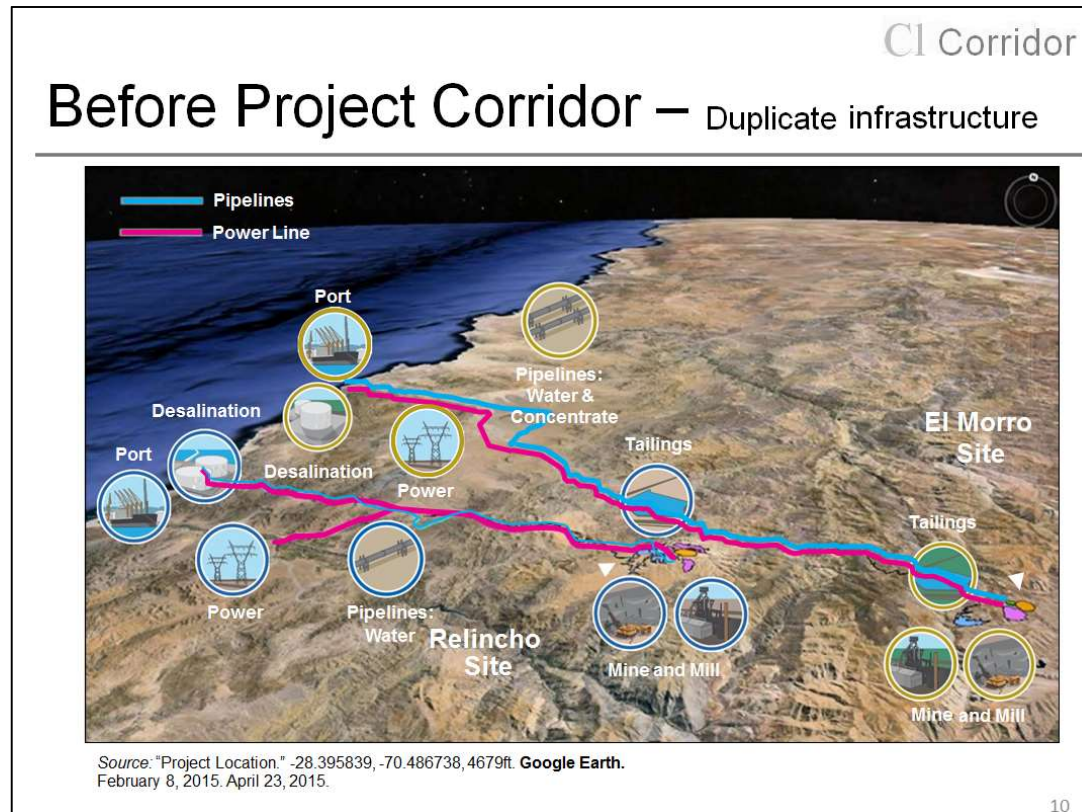 Cl Corridor
Before Project Corridor – Duplicate infrastructure
Pipelines
Power Line
N
Port
Pipelines:
Water &
Concentrate
Desalination
Port
Desalination
Power
Tailings
El Morro
Site
Tailings
Power
Pipelines:
Water
Relincho
Site
Mine and Mill
Mine and Mill
Source: "Project Location." -28.395839, -70.486738, 4679ft. Google Earth.
February 8, 2015. April 23, 2015.
10